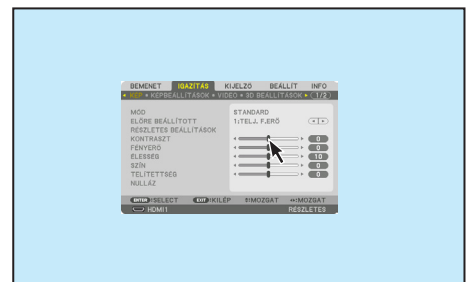 BEMENET IGAZÍTÁS KIJELZŐ BEÁLLÍT INFO
KÉP • KÉPBEÁLLÍTÁSOK • VIDEO • 3D BEÁLLÍTÁSOK (1/2)
MÓD STANDARD
ELŐRE BEÁLLÍTOTT 1:TELJ. F.ERŐ
RÉSZLETES BEÁLLÍTÁSOK
KONTRASZT 0
FÉNYERŐ 0
ÉLESSÉG 10
SZÍN 0
TELÍTETTSÉG 0
NULLÁZ
ENTER :SELECT EXIT :KILÉP ↕:MOZGAT ↔:MOZGAT
HDMI1 RÉSZLETES